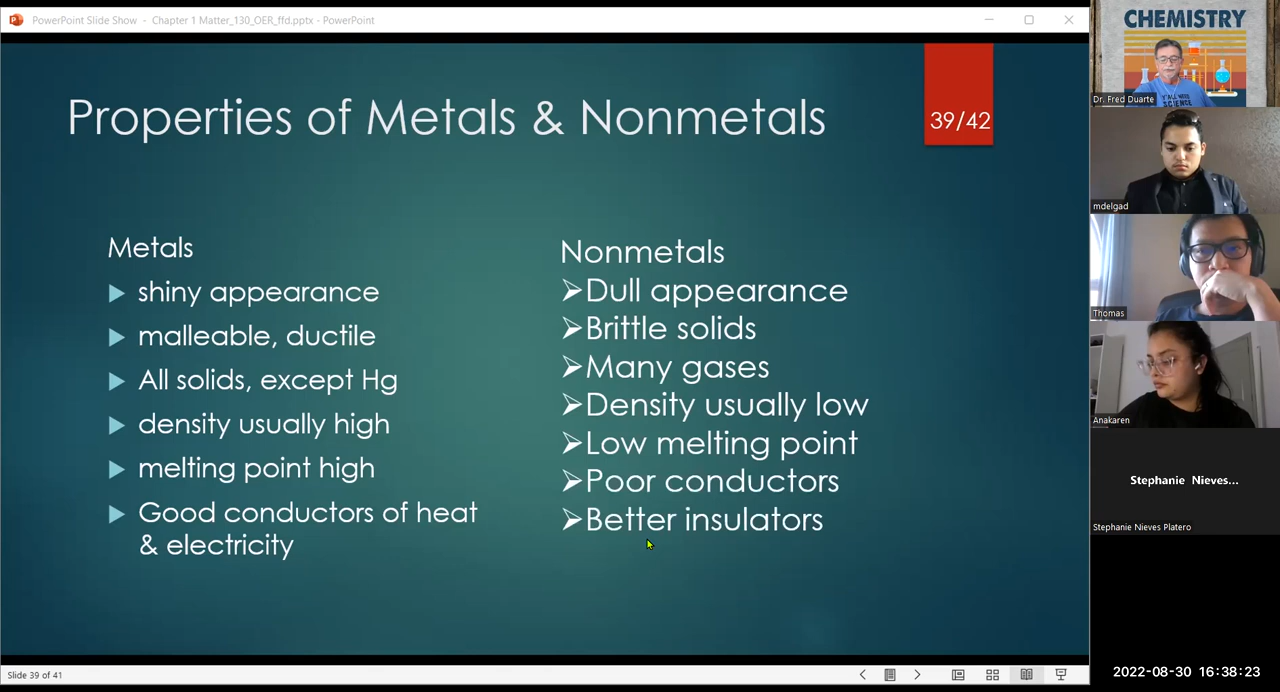 PowerPoint Slide Show - Chapter 1 Matter_130_OER_ffd.pptx - PowerPoint
Properties of Metals & Nonmetals
39/42
Metals
shiny appearance
malleable, ductile
All solids, except Hg
density usually high
melting point high
Good conductors of heat
& electricity
Nonmetals
Dull appearance
Brittle solids
Many gases
Density usually low
Low melting point
Poor conductors
Better insulators
Slide 39 of 41
CHEMISTRY
Y'ALL NEED
SCIENCE
Dr. Fred Duarte
mdelgad
Thomas
Anakaren
Stephanie Nieves...
Stephanie Nieves Platero
2022-08-30 16:38:23